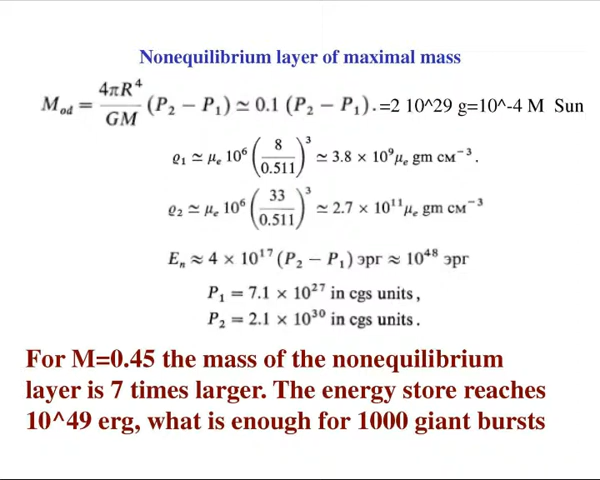 Nonequilibrium layer of maximal mass
M_od = 4πR^4/GM (P_2 − P_1) ≃ 0.1 (P_2 − P_1). =2 10^29 g=10^-4 M Sun
ϱ_1 ≃ μ_e 10^6 (8/0.511)^3 ≃ 3.8 × 10^9 μ_e gm см^−3 .
ϱ_2 ≃ μ_e 10^6 (33/0.511)^3 ≃ 2.7 × 10^11 μ_e gm см^−3
E_n ≈ 4 × 10^17 (P_2 − P_1) эрг ≈ 10^48 эрг
P_1 = 7.1 × 10^27 in cgs units ,
P_2 = 2.1 × 10^30 in cgs units .
For M=0.45 the mass of the nonequilibrium
layer is 7 times larger. The energy store reaches
10^49 erg, what is enough for 1000 giant bursts